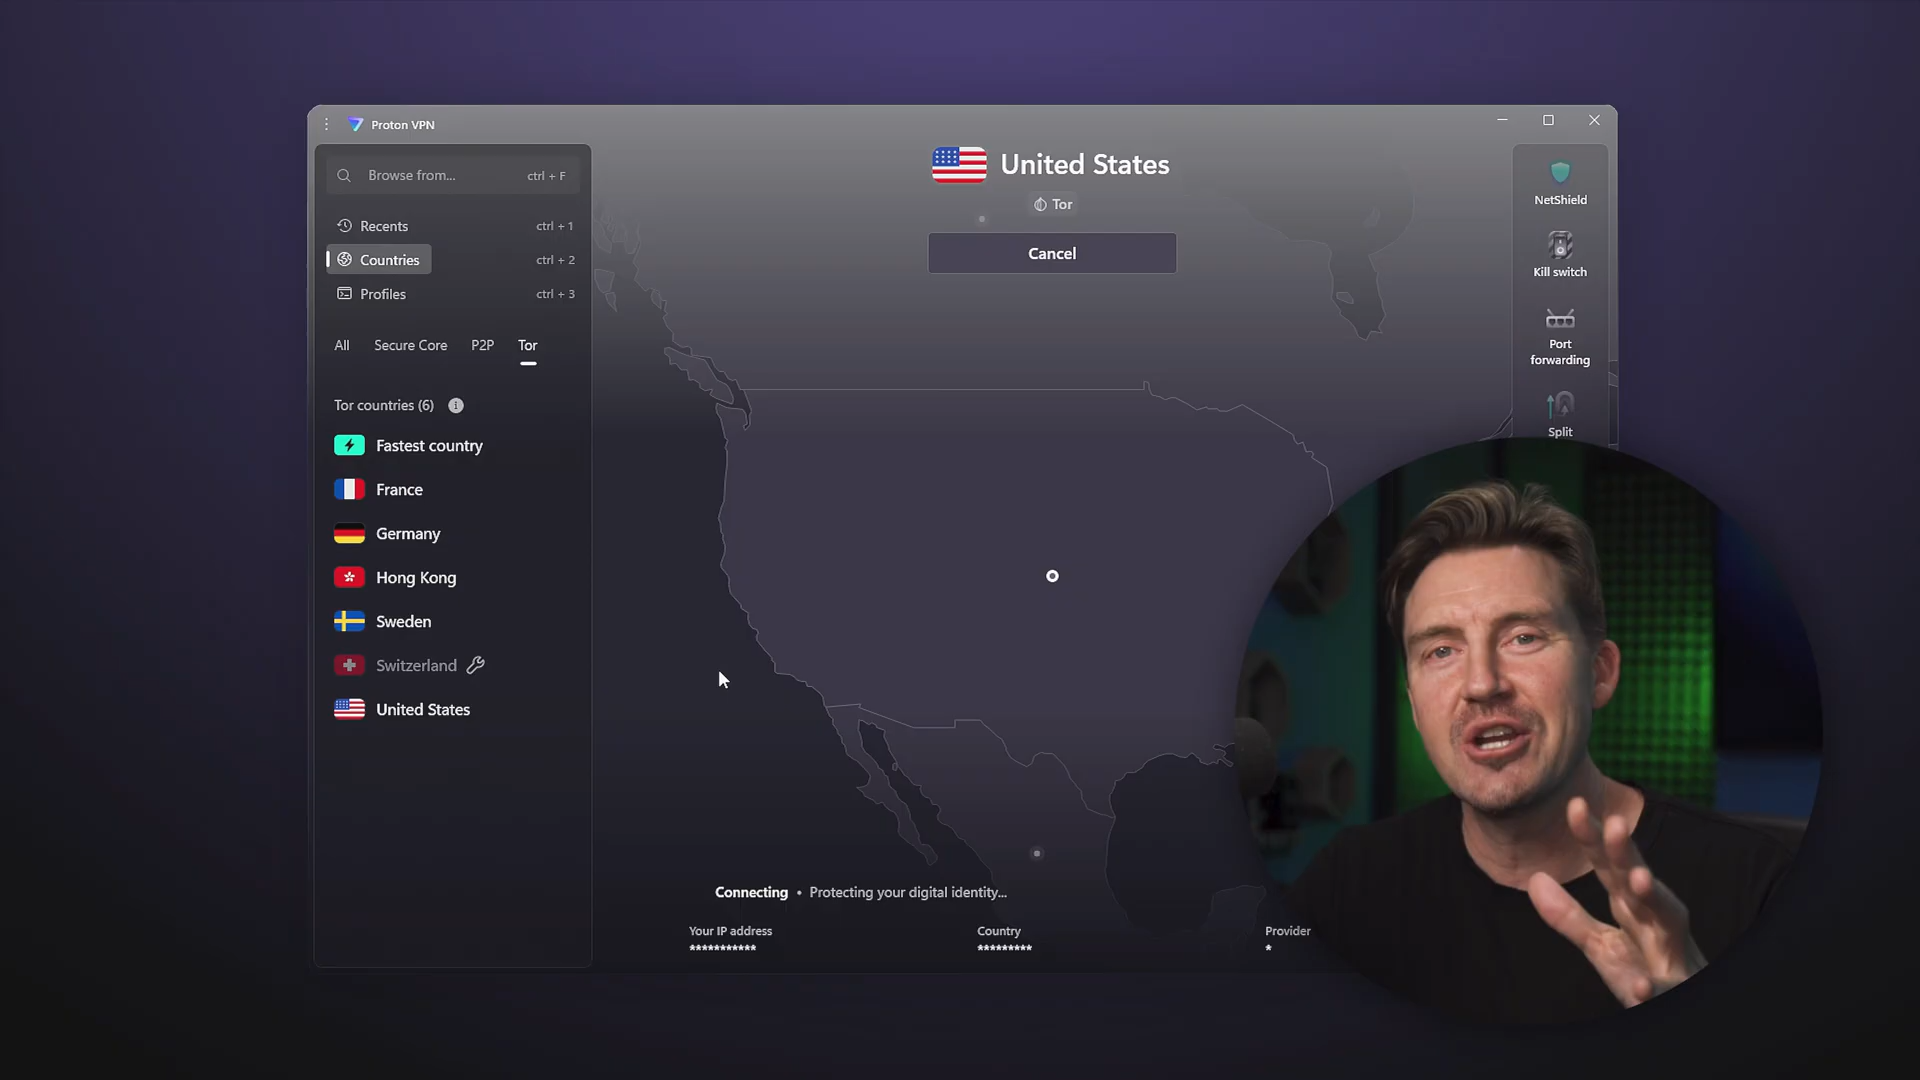 Proton VPN
Browse from...
ctrl + F
Recents
ctrl + 1
Countries
ctrl + 2
Profiles
ctrl + 3
All
Secure Core
P2P
Tor
Tor countries (6)
Fastest country
France
Germany
Hong Kong
Sweden
Switzerland
United States
United States
Tor
Cancel
Connecting • Protecting your digital identity...
Your IP address
***********
Country
*********
Provider
*
NetShield
Kill switch
Port
forwarding
Split